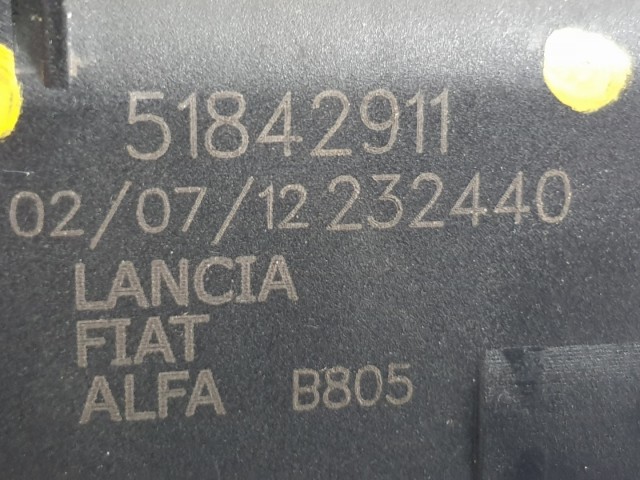 51842911
02/07/12 232440
LANCIA
FIAT
ALFA B805